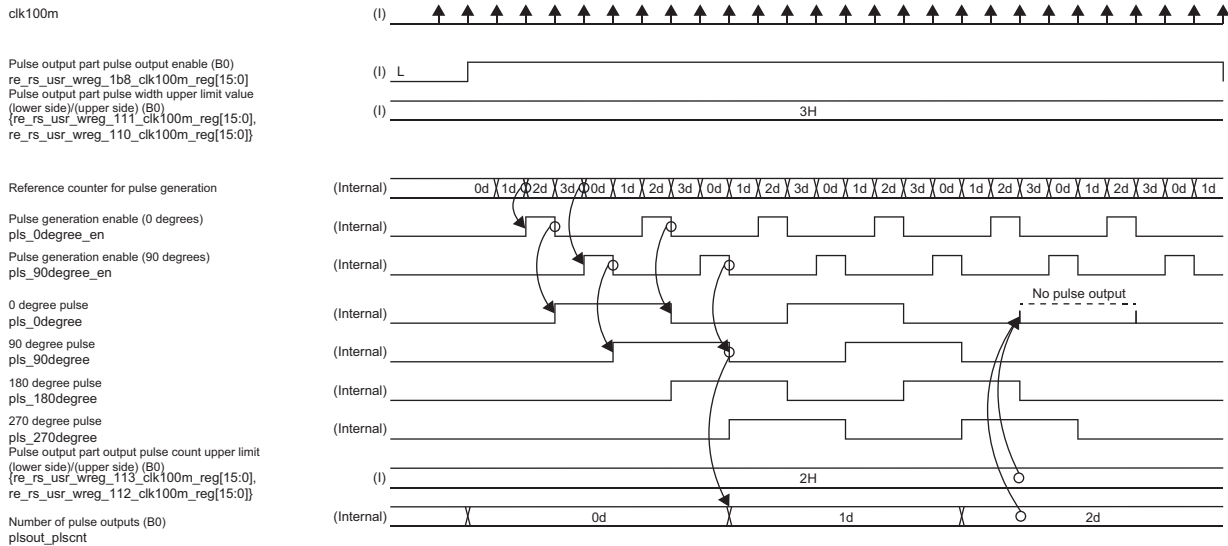 clk100m (I)
Pulse output part pulse output enable (B0)
re_rs_usr_wreg_1b8_clk100m_reg[15:0] (I) L
Pulse output part pulse width upper limit value
(lower side)/(upper side) (B0)
{re_rs_usr_wreg_111_clk100m_reg[15:0],
re_rs_usr_wreg_110_clk100m_reg[15:0]} (I) 3H
Reference counter for pulse generation (Internal) 0d 1d 2d 3d 0d 1d 2d 3d 0d 1d 2d 3d 0d 1d 2d 3d 0d 1d 2d 3d 0d 1d 2d 3d 0d 1d
Pulse generation enable (0 degrees)
pls_0degree_en (Internal)
Pulse generation enable (90 degrees)
pls_90degree_en (Internal)
0 degree pulse
pls_0degree (Internal) No pulse output
90 degree pulse
pls_90degree (Internal)
180 degree pulse
pls_180degree (Internal)
270 degree pulse
pls_270degree (Internal)
Pulse output part output pulse count upper limit
(lower side)/(upper side) (B0)
{re_rs_usr_wreg_113_clk100m_reg[15:0],
re_rs_usr_wreg_112_clk100m_reg[15:0]} (I) 2H
Number of pulse outputs (B0)
plsout_plscnt (Internal) 0d 1d 2d